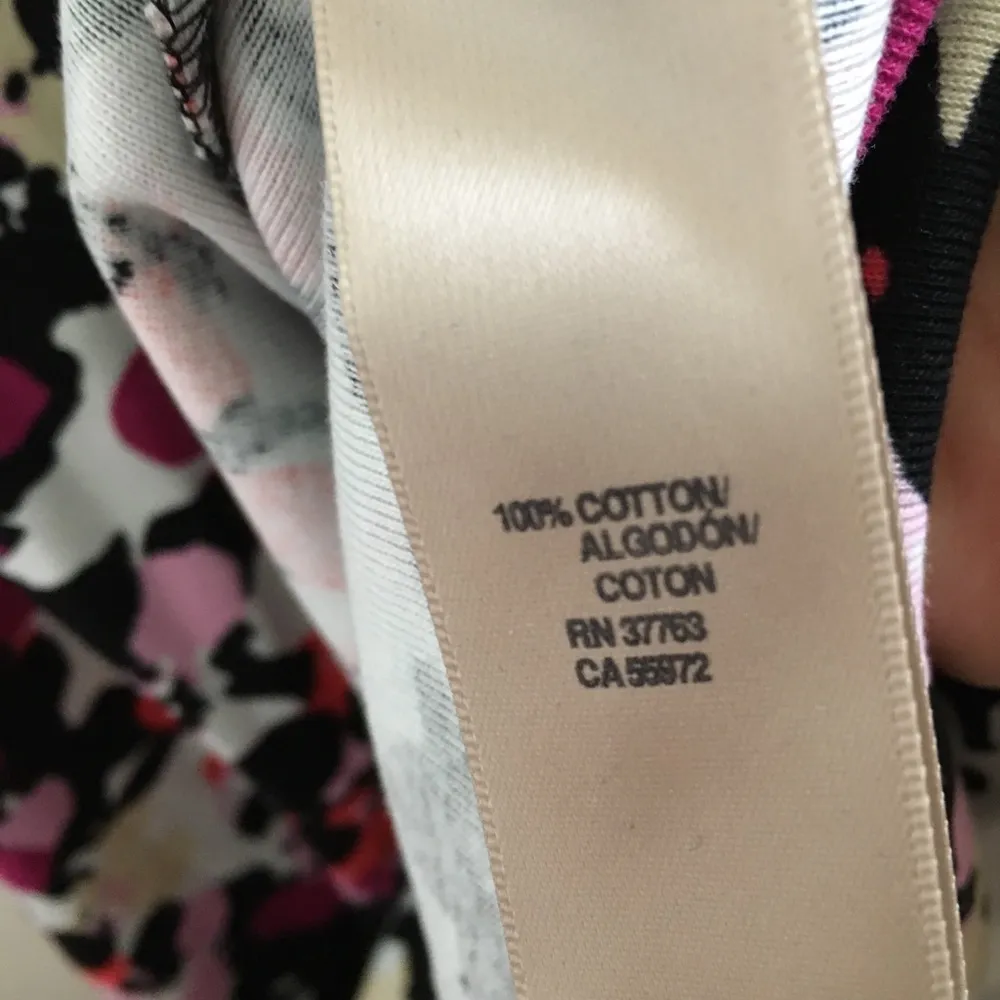 100% COTTON/
ALGODÓN/
COTON
RN 37763
CA 55972